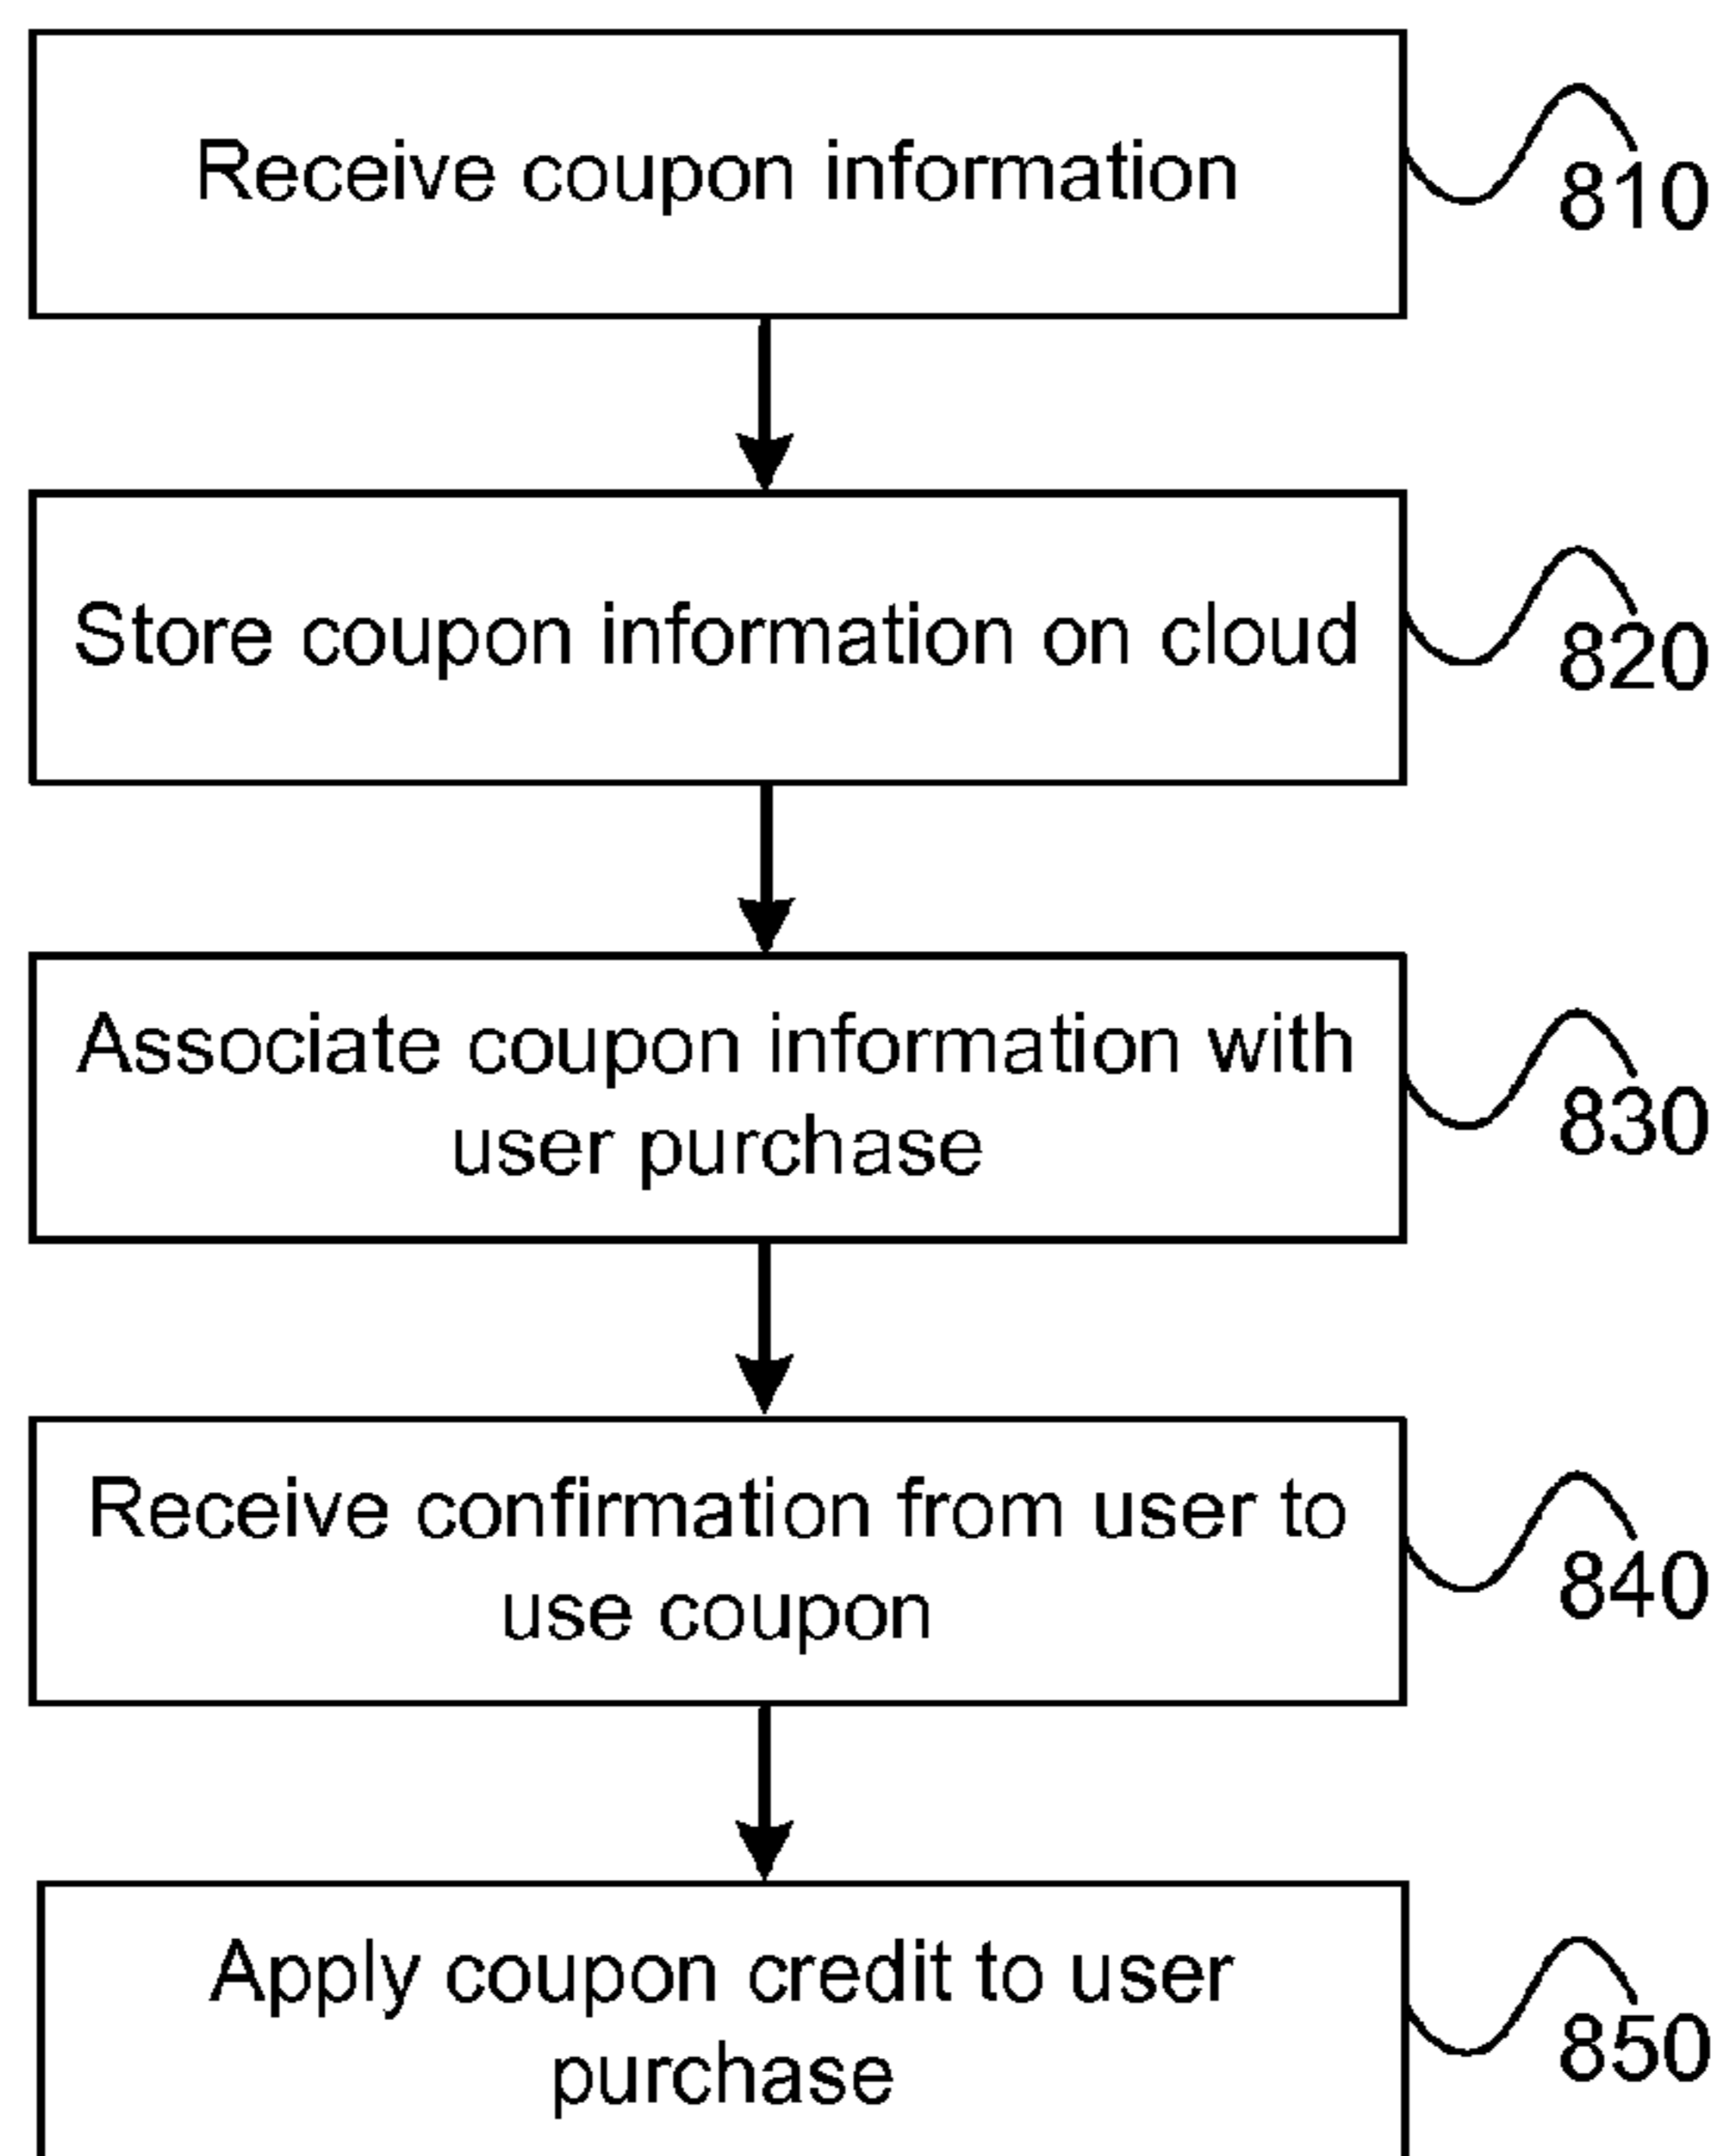 Receive coupon information
810
Store coupon information on cloud
820
Associate coupon information with
user purchase
830
Receive confirmation from user to
use coupon
840
Apply coupon credit to user
purchase
850